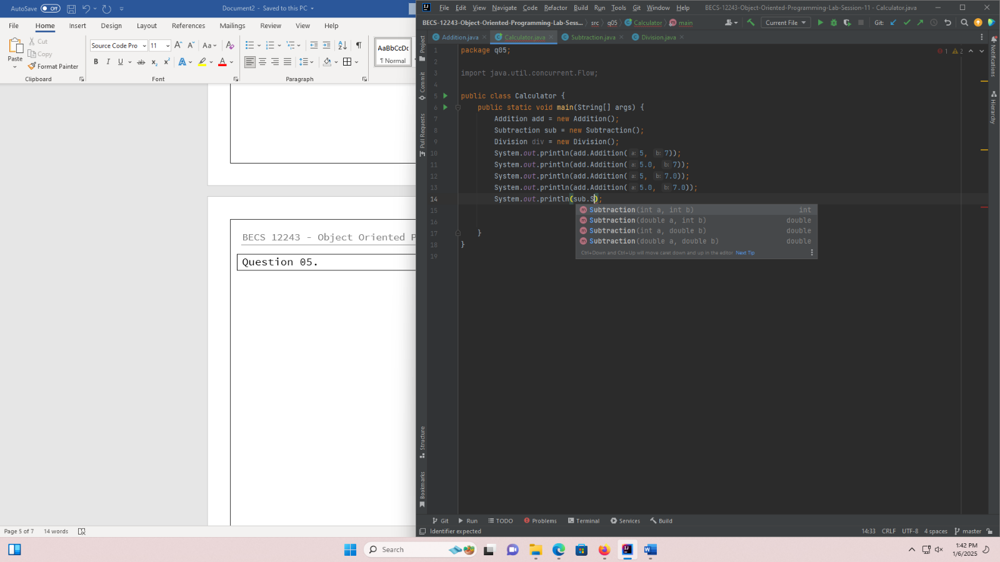 AutoSave Off
Document2 - Saved to this PC
File Home Insert Design Layout References Mailings Review View Help
Paste
Cut
Copy
Format Painter
Clipboard
Source Code Pro 11
Font
Paragraph
AaBbCcDc
¶ Normal
BECS 12243 - Object Oriented P
Question 05.
Page 5 of 7 14 words
File Edit View Navigate Code Refactor Build Run Tools Git Window Help
BECS-12243-Object-Oriented-Programming-Lab-Session-11 - Calculator.java
BECS-12243-Object-Oriented-Programming-Lab-Sess... src q05 Calculator main
Current File
Git:
Addition.java Calculator.java Subtraction.java Division.java
Project
Commit
Pull Requests
Structure
Bookmarks
Notifications
Hierarchy
1 2
1 package q05;
2
3 import java.util.concurrent.Flow;
4
5 public class Calculator {
6 public static void main(String[] args) {
7 Addition add = new Addition();
8 Subtraction sub = new Subtraction();
9 Division div = new Division();
10 System.out.println(add.Addition( a: 5, b: 7));
11 System.out.println(add.Addition( a: 5.0, b: 7));
12 System.out.println(add.Addition( a: 5, b: 7.0));
13 System.out.println(add.Addition( a: 5.0, b: 7.0));
14 System.out.println(sub.S);
15
16
17 }
18 }
19
Subtraction(int a, int b) int
Subtraction(double a, int b) double
Subtraction(int a, double b) double
Subtraction(double a, double b) double
Ctrl+Down and Ctrl+Up will move caret down and up in the editor Next Tip
Git Run TODO Problems Terminal Services Build
Identifier expected
14:33 CRLF UTF-8 4 spaces master
Search
1:42 PM
1/6/2025